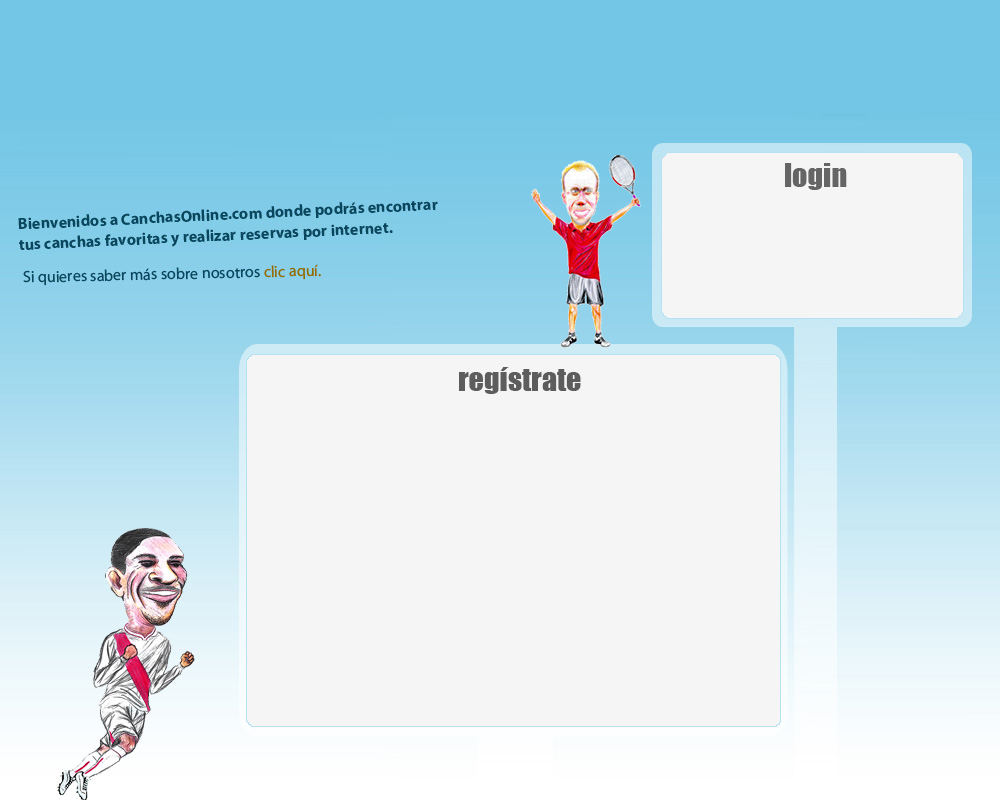 Bienvenidos a CanchasOnline.com donde podrás encontrar
tus canchas favoritas y realizar reservas por internet.
Si quieres saber más sobre nosotros clic aquí.
login
regístrate